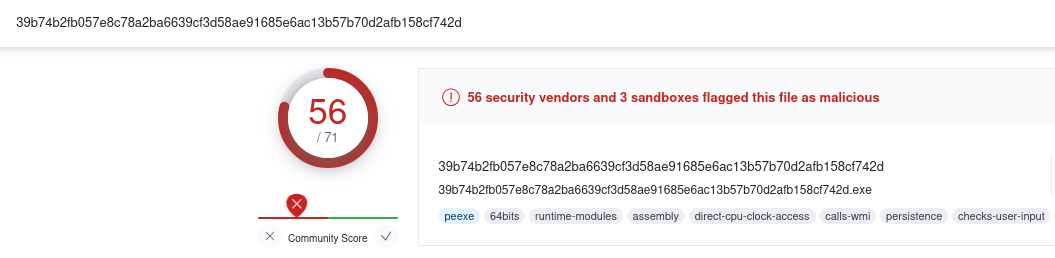 39b74b2fb057e8c78a2ba6639cf3d58ae91685e6ac13b57b70d2afb158cf742d
56
/ 71
56 security vendors and 3 sandboxes flagged this file as malicious
39b74b2fb057e8c78a2ba6639cf3d58ae91685e6ac13b57b70d2afb158cf742d
39b74b2fb057e8c78a2ba6639cf3d58ae91685e6ac13b57b70d2afb158cf742d.exe
peexe 64bits runtime-modules assembly direct-cpu-clock-access calls-wmi persistence checks-user-input
Community Score